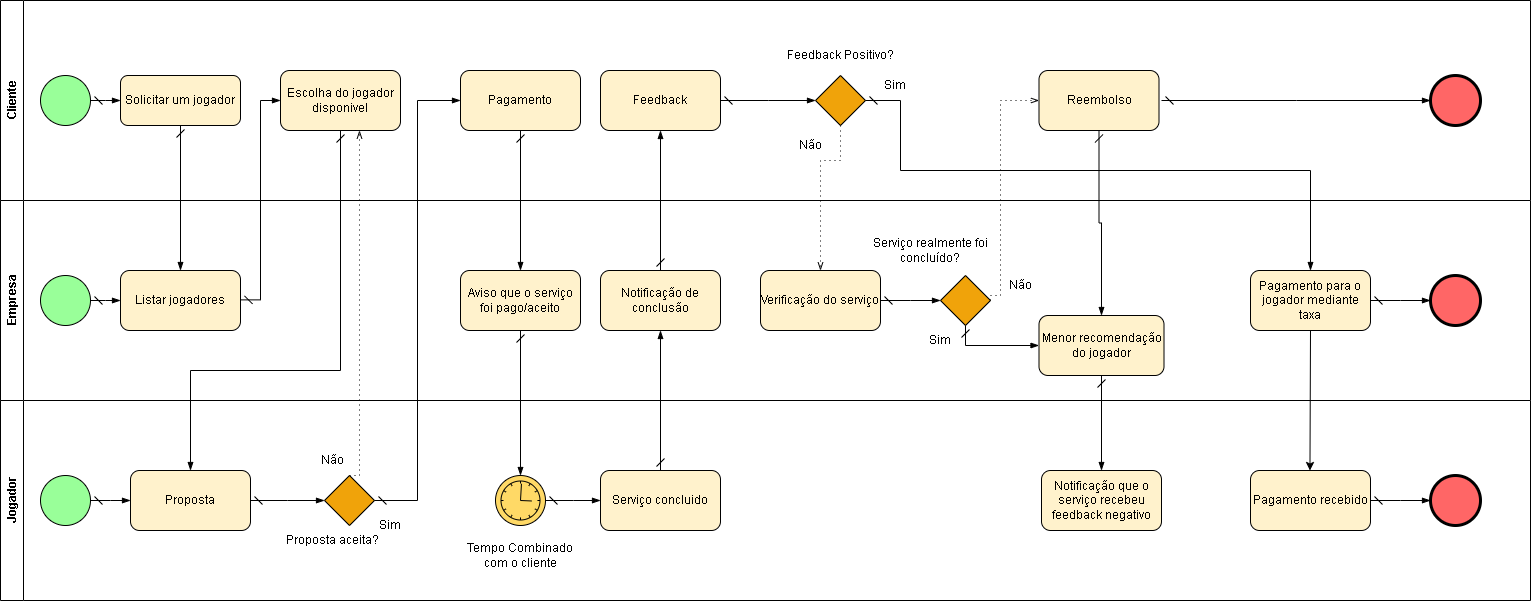 Cliente
Solicitar um jogador
Escolha do jogador
disponivel
Pagamento
Feedback
Feedback Positivo?
Sim
Não
Reembolso
Empresa
Listar jogadores
Aviso que o serviço
foi pago/aceito
Notificação de
conclusão
Verificação do serviço
Serviço realmente foi
concluído?
Não
Sim
Menor recomendação
do jogador
Pagamento para o
jogador mediante
taxa
Jogador
Proposta
Não
Sim
Proposta aceita?
Tempo Combinado
com o cliente
Serviço concluido
Notificação que o
serviço recebeu
feedback negativo
Pagamento recebido